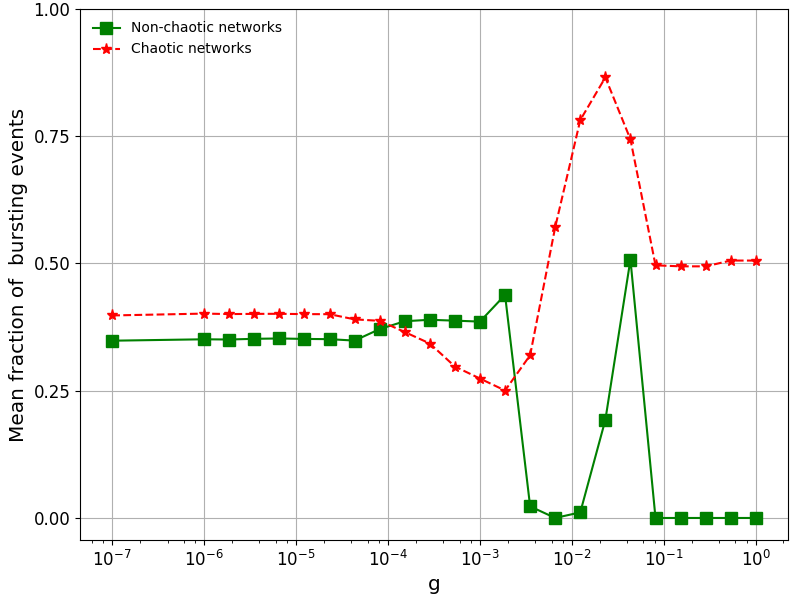 Non-chaotic networks
Chaotic networks
Mean fraction of  bursting events
1.00
0.75
0.50
0.25
0.00
10⁻⁷ 10⁻⁶ 10⁻⁵ 10⁻⁴ 10⁻³ 10⁻² 10⁻¹ 10⁰
g